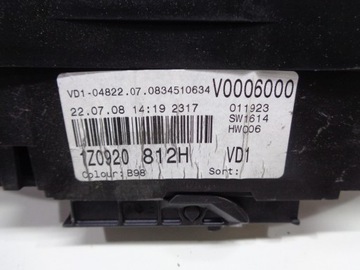 VD1-04822.07.0834510634 V0006000
22.07.08 14:19 2317 011923
SW1614
HW006
1Z0920 812H VD1
Colour: B98 Sort: